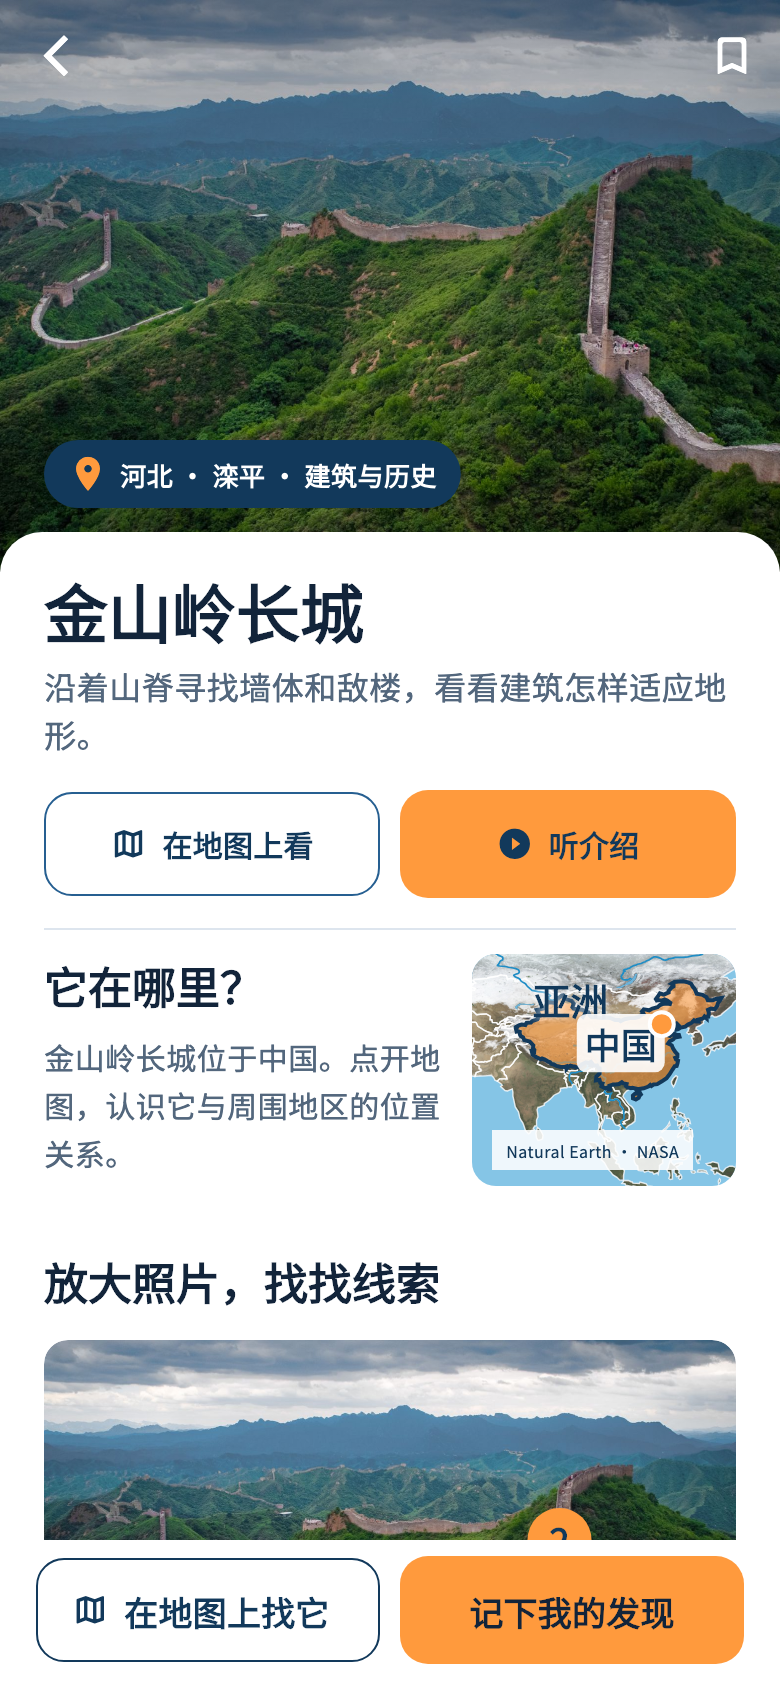 河北 · 滦平 · 建筑与历史
金山岭长城
沿着山脊寻找墙体和敌楼，看看建筑怎样适应地
形。
在地图上看
听介绍
它在哪里？
金山岭长城位于中国。点开地
图，认识它与周围地区的位置
关系。
亚洲
中国
Natural Earth · NASA
放大照片，找找线索
在地图上找它
记下我的发现